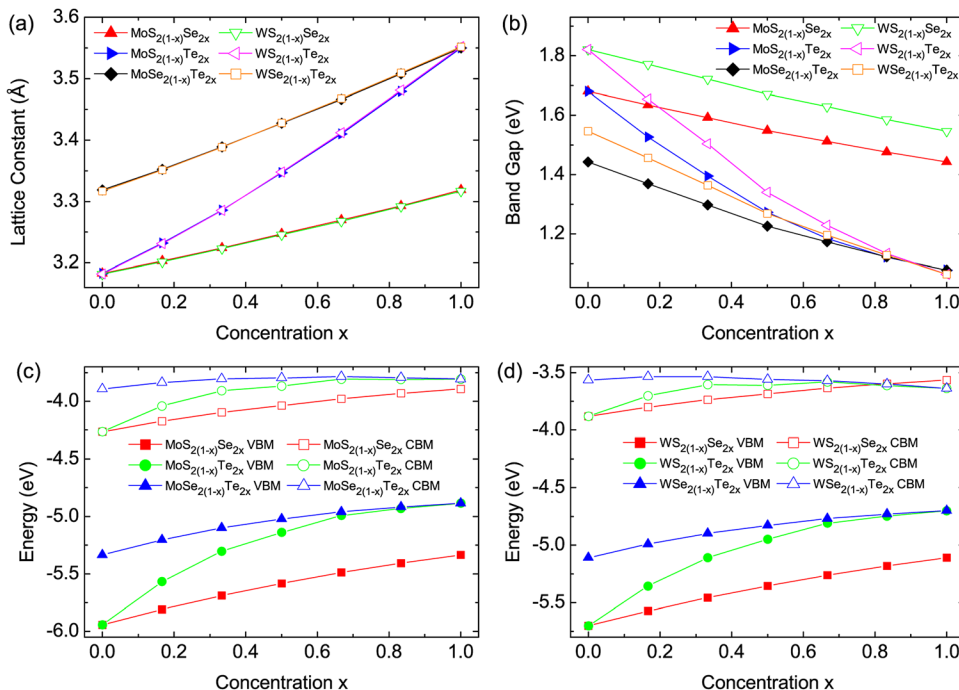 (a)
MoS2(1-x)Se2x
WS2(1-x)Se2x
MoS2(1-x)Te2x
WS2(1-x)Te2x
MoSe2(1-x)Te2x
WSe2(1-x)Te2x
3.6
3.5
3.4
3.3
3.2
Lattice Constant (Å)
0.0 0.2 0.4 0.6 0.8 1.0
Concentration x
(b)
MoS2(1-x)Se2x
WS2(1-x)Se2x
MoS2(1-x)Te2x
WS2(1-x)Te2x
MoSe2(1-x)Te2x
WSe2(1-x)Te2x
1.8
1.6
1.4
1.2
Band Gap (eV)
0.0 0.2 0.4 0.6 0.8 1.0
Concentration x
(c)
MoS2(1-x)Se2x VBM
MoS2(1-x)Se2x CBM
MoS2(1-x)Te2x VBM
MoS2(1-x)Te2x CBM
MoSe2(1-x)Te2x VBM
MoSe2(1-x)Te2x CBM
-4.0
-4.5
-5.0
-5.5
-6.0
Energy (eV)
0.0 0.2 0.4 0.6 0.8 1.0
Concentration x
(d)
WS2(1-x)Se2x VBM
WS2(1-x)Se2x CBM
WS2(1-x)Te2x VBM
WS2(1-x)Te2x CBM
WSe2(1-x)Te2x VBM
WSe2(1-x)Te2x CBM
-3.5
-4.0
-4.5
-5.0
-5.5
Energy (eV)
0.0 0.2 0.4 0.6 0.8 1.0
Concentration x